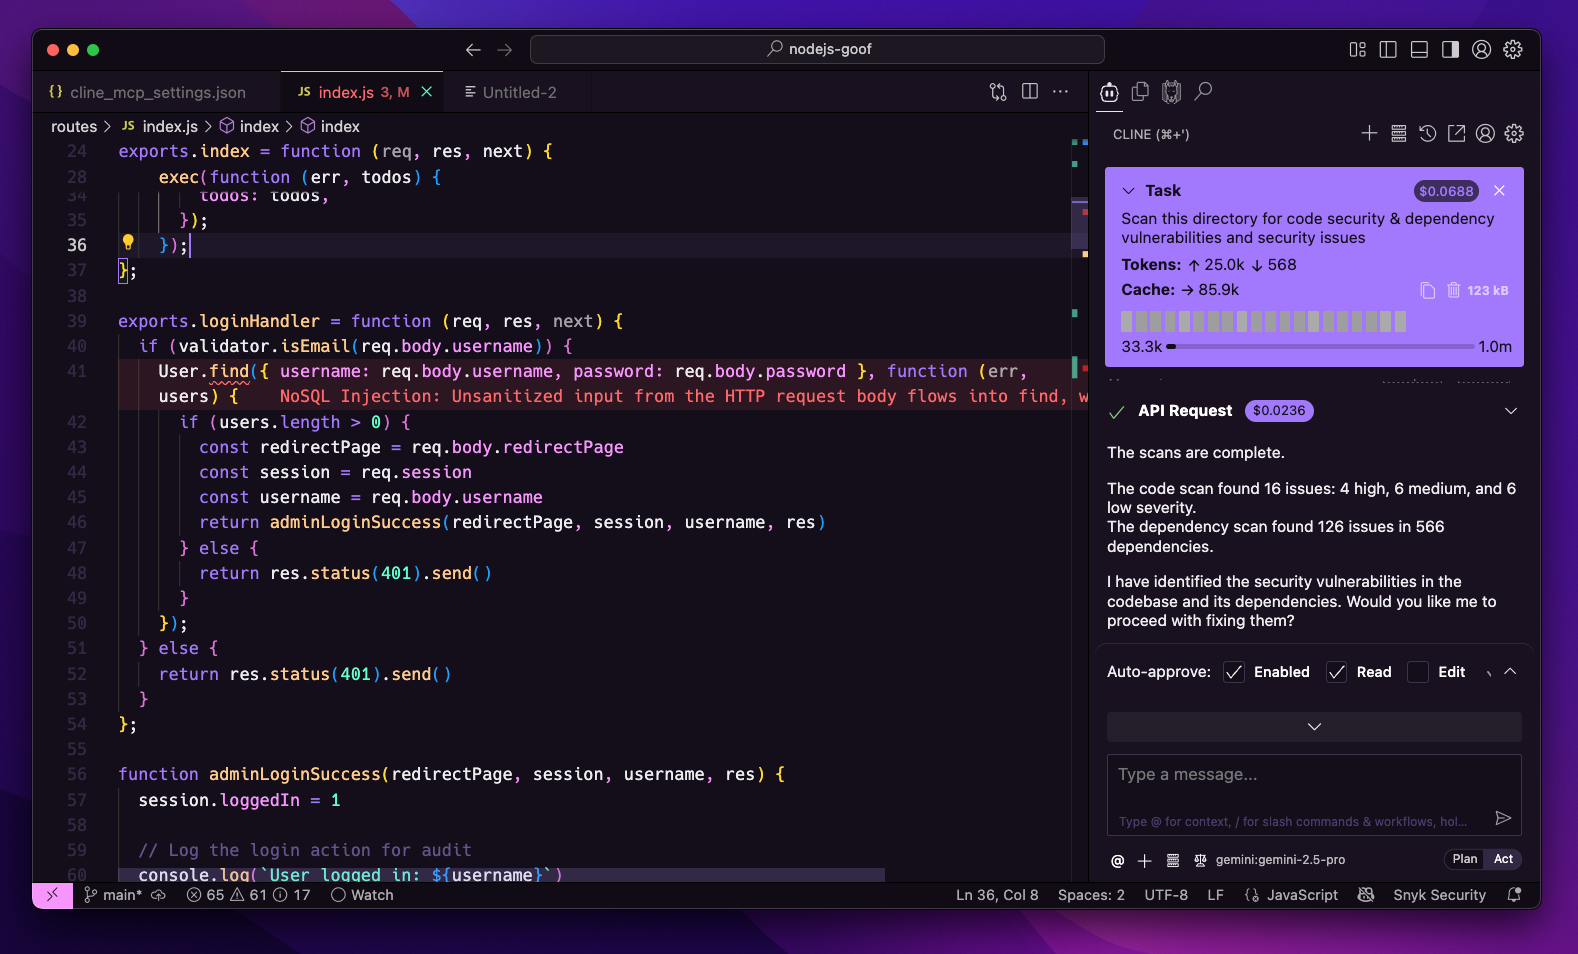 nodejs-goof
{} cline_mcp_settings.json
JS index.js 3, M
Untitled-2
routes > JS index.js > index > index
24 exports.index = function (req, res, next) {
28 exec(function (err, todos) {
34 todos: todos,
35 });
36 });
37 };
38
39 exports.loginHandler = function (req, res, next) {
40 if (validator.isEmail(req.body.username)) {
41 User.find({ username: req.body.username, password: req.body.password }, function (err,
users) { NoSQL Injection: Unsanitized input from the HTTP request body flows into find, w
42 if (users.length > 0) {
43 const redirectPage = req.body.redirectPage
44 const session = req.session
45 const username = req.body.username
46 return adminLoginSuccess(redirectPage, session, username, res)
47 } else {
48 return res.status(401).send()
49 }
50 });
51 } else {
52 return res.status(401).send()
53 }
54 };
55
56 function adminLoginSuccess(redirectPage, session, username, res) {
57 session.loggedIn = 1
58
59 // Log the login action for audit
60 console.log(`User logged in: ${username}`)
CLINE (⌘+')
Task $0.0688
Scan this directory for code security & dependency
vulnerabilities and security issues
Tokens: ↑ 25.0k ↓ 568
Cache: → 85.9k
123 kB
33.3k 1.0m
API Request $0.0236
The scans are complete.
The code scan found 16 issues: 4 high, 6 medium, and 6
low severity.
The dependency scan found 126 issues in 566
dependencies.
I have identified the security vulnerabilities in the
codebase and its dependencies. Would you like me to
proceed with fixing them?
Auto-approve: Enabled Read Edit
Type a message...
Type @ for context, / for slash commands & workflows, hol...
@ gemini:gemini-2.5-pro
Plan Act
main* 65 61 17 Watch
Ln 36, Col 8 Spaces: 2 UTF-8 LF {} JavaScript Snyk Security